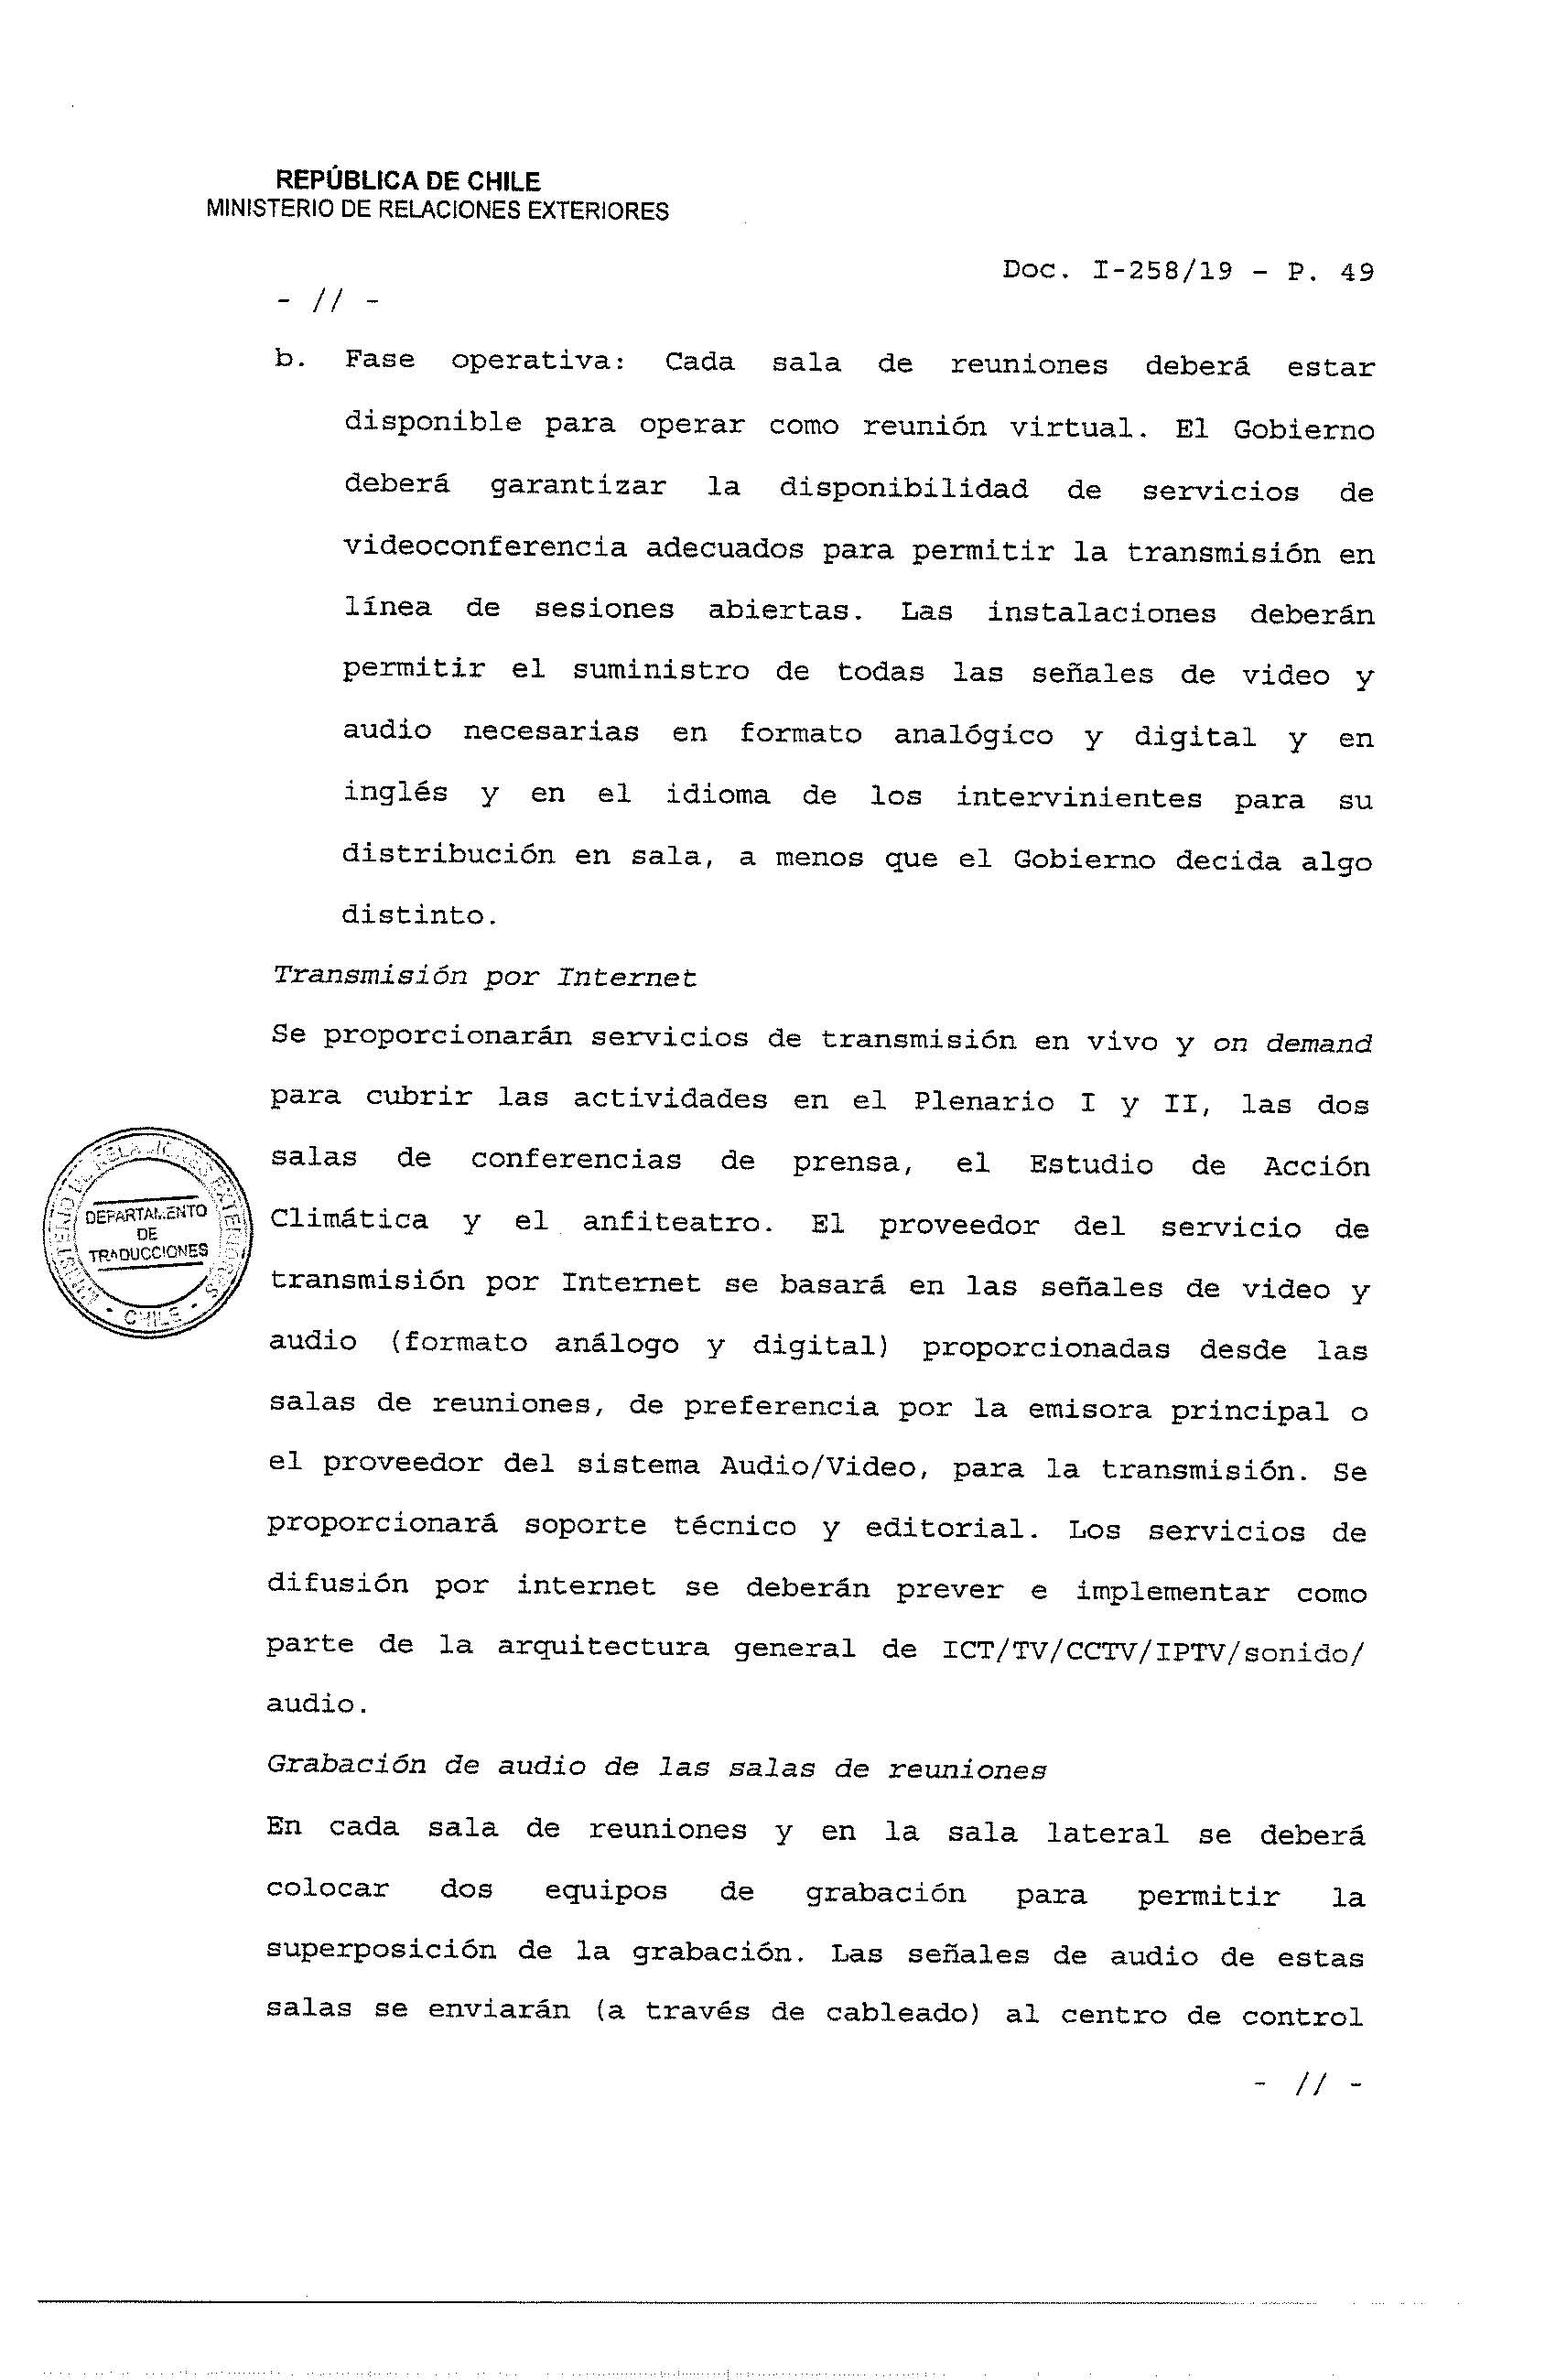 REPÚBLICA DE CHILE
MINISTERIO DE RELACIONES EXTERIORES
Doc. I-258/19 - P. 49
- // -
b. Fase operativa: Cada sala de reuniones deberá estar
disponible para operar como reunión virtual. El Gobierno
deberá garantizar la disponibilidad de servicios de
videoconferencia adecuados para permitir la transmisión en
línea de sesiones abiertas. Las instalaciones deberán
permitir el suministro de todas las señales de video y
audio necesarias en formato analógico y digital y en
inglés y en el idioma de los intervinientes para su
distribución en sala, a menos que el Gobierno decida algo
distinto.
Transmisión por Internet
Se proporcionarán servicios de transmisión en vivo y on demand
para cubrir las actividades en el Plenario I y II, las dos
salas de conferencias de prensa, el Estudio de Acción
Climática y el anfiteatro. El proveedor del servicio de
transmisión por Internet se basará en las señales de video y
audio (formato análogo y digital) proporcionadas desde las
salas de reuniones, de preferencia por la emisora principal o
el proveedor del sistema Audio/Video, para la transmisión. Se
proporcionará soporte técnico y editorial. Los servicios de
difusión por internet se deberán prever e implementar como
parte de la arquitectura general de ICT/TV/CCTV/IPTV/sonido/
audio.
Grabación de audio de las salas de reuniones
En cada sala de reuniones y en la sala lateral se deberá
colocar dos equipos de grabación para permitir la
superposición de la grabación. Las señales de audio de estas
salas se enviarán (a través de cableado) al centro de control
- // -
MINISTERIO DE RELACIONES EXTERIORES
DEPARTAMENTO
DE
TRADUCCIONES
- CHILE -